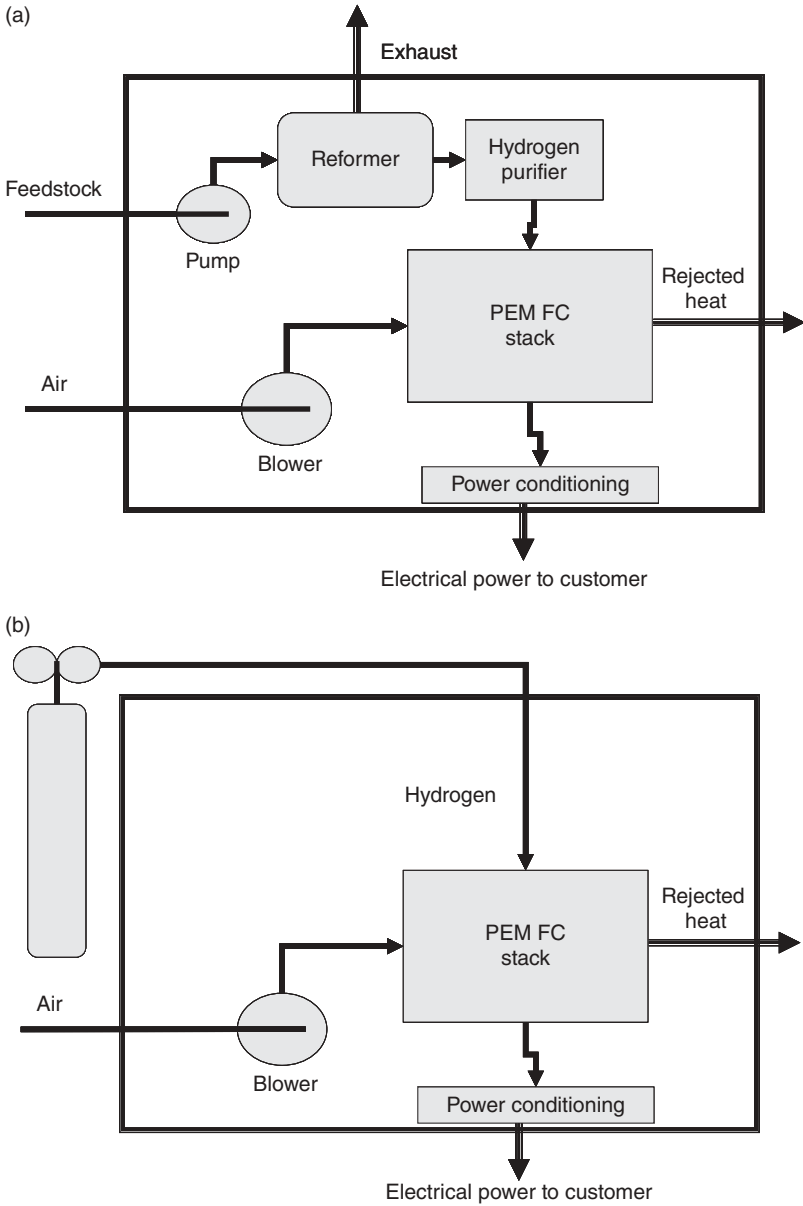 (a)
Exhaust
Reformer
Hydrogen
purifier
Feedstock
Pump
PEM FC
stack
Rejected
heat
Air
Blower
Power conditioning
Electrical power to customer
(b)
Hydrogen
PEM FC
stack
Rejected
heat
Air
Blower
Power conditioning
Electrical power to customer